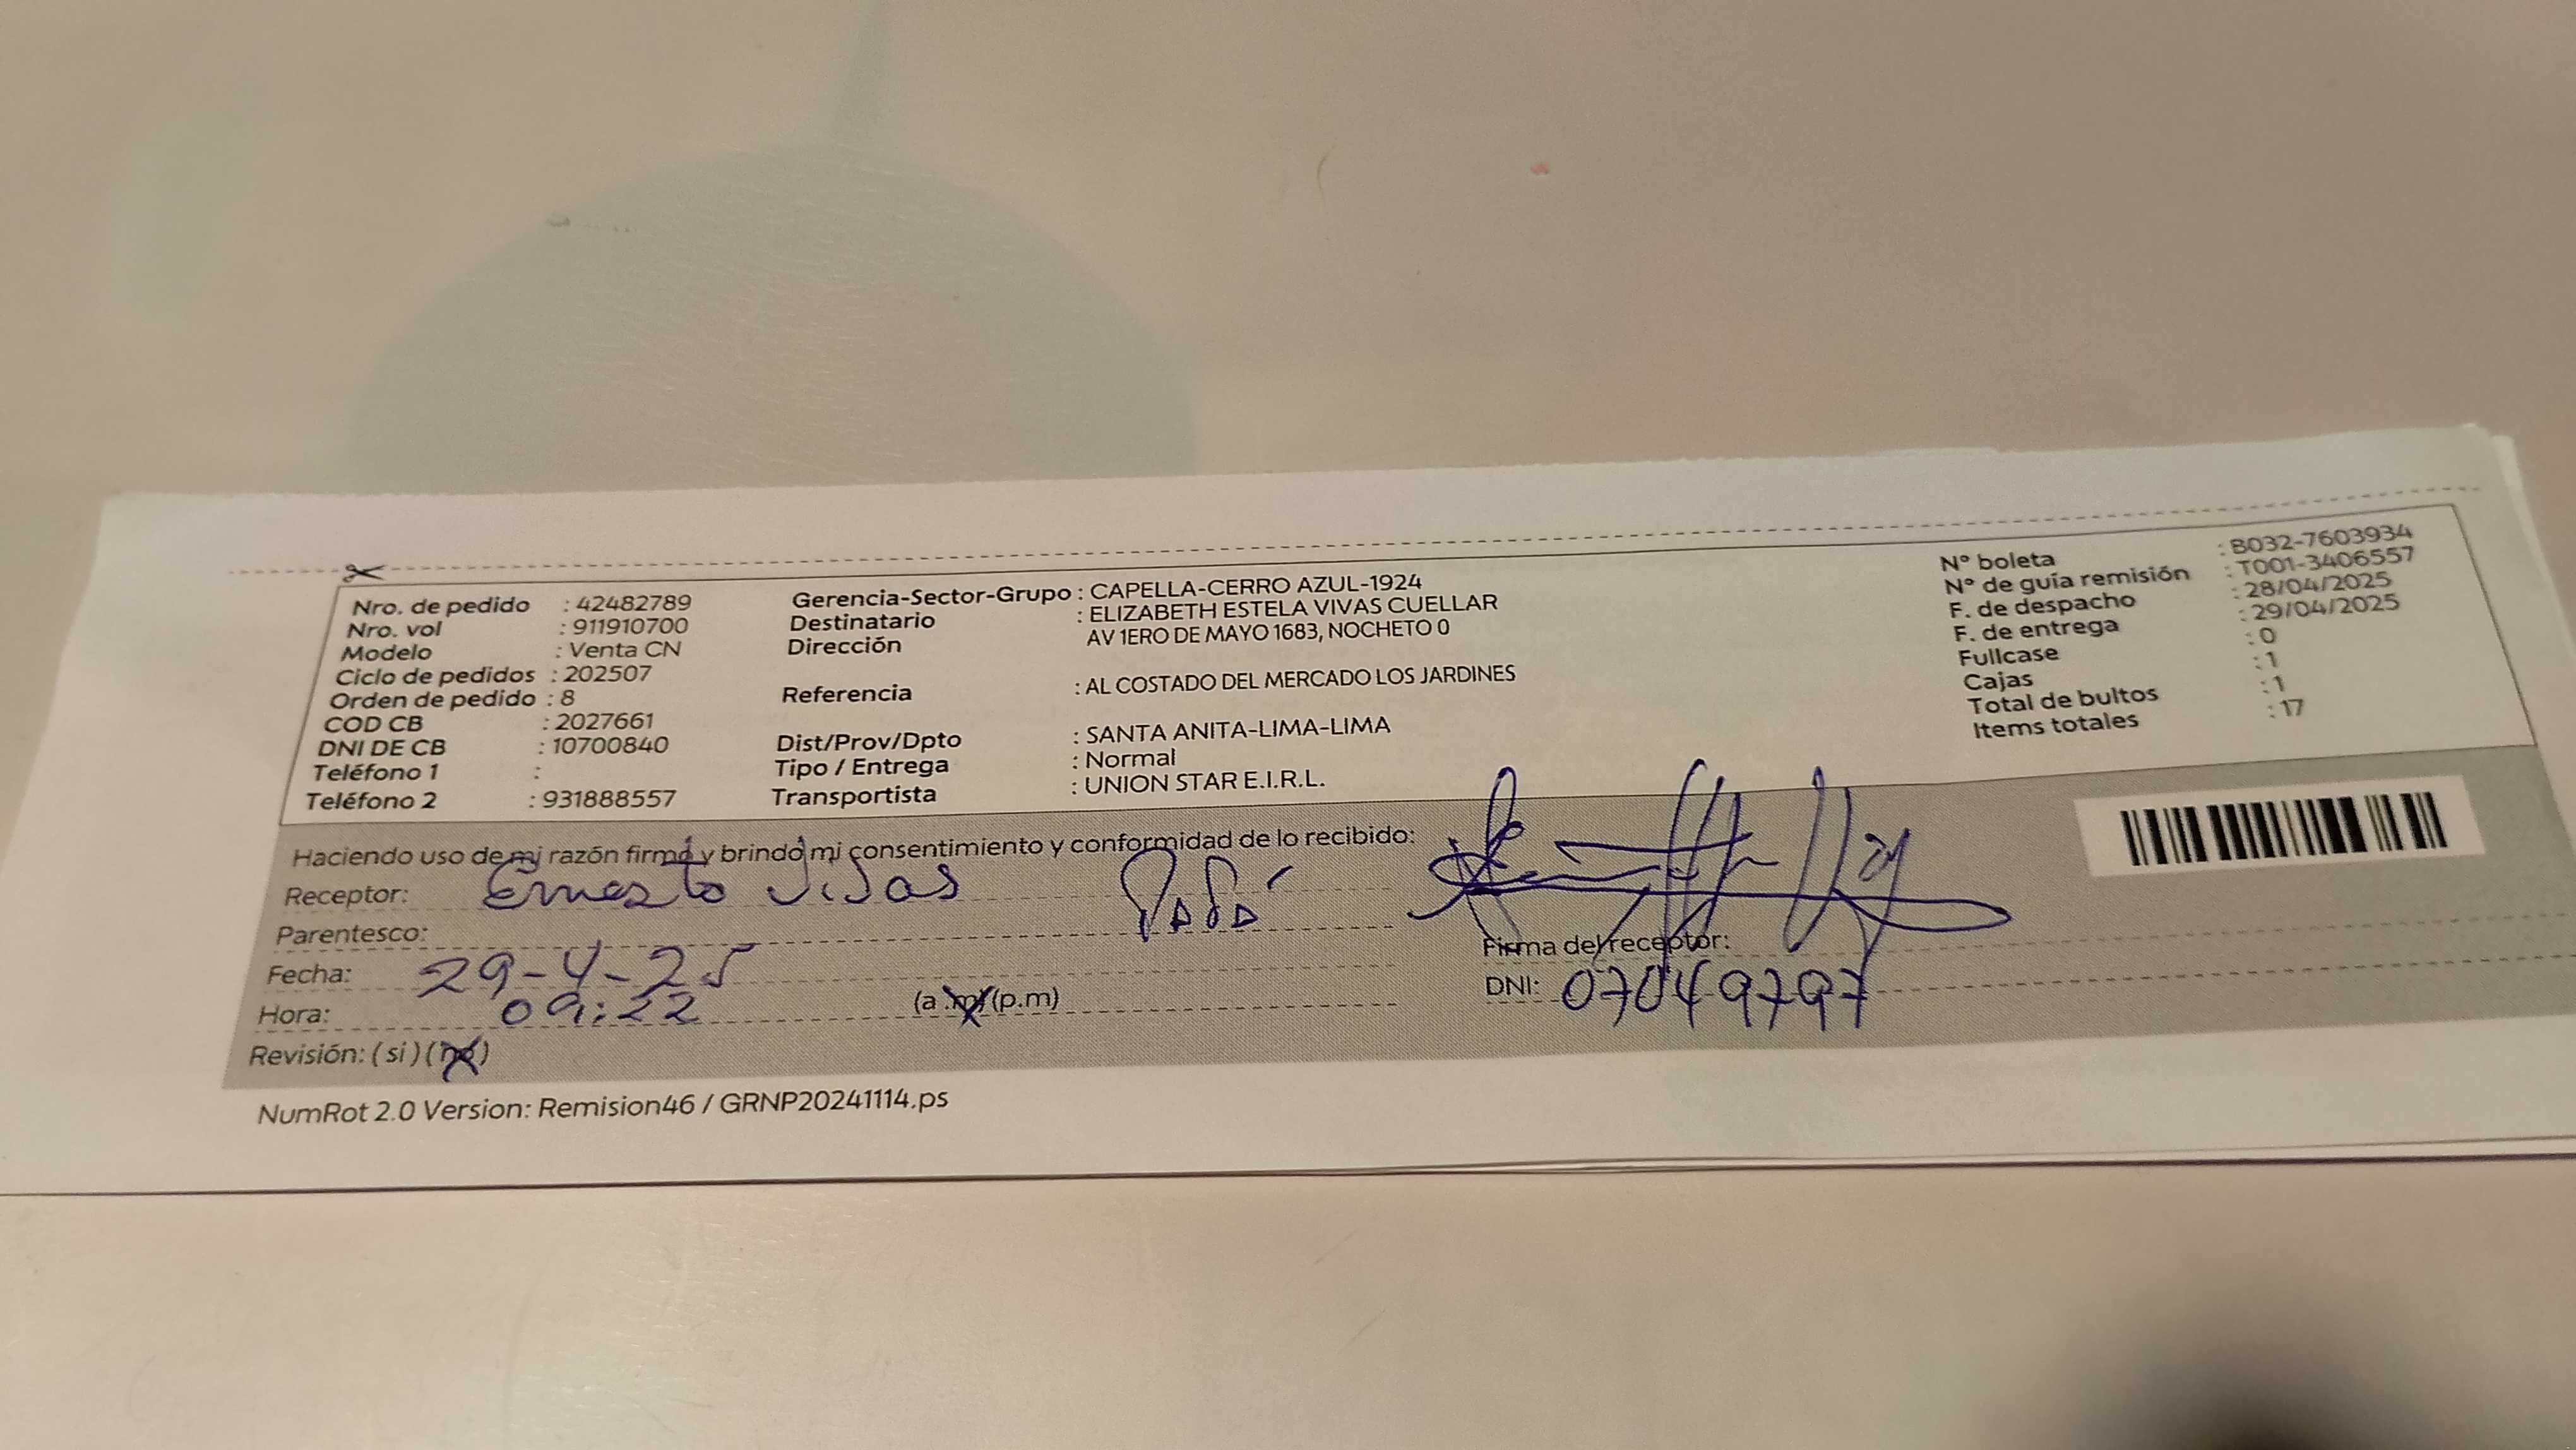 Nro. de pedido : 42482789
Nro. vol : 911910700
Modelo : Venta CN
Ciclo de pedidos : 202507
Orden de pedido : 8
COD CB : 2027661
DNI DE CB : 10700840
Teléfono 1 :
Teléfono 2 : 931888557
Gerencia-Sector-Grupo : CAPELLA-CERRO AZUL-1924
Destinatario : ELIZABETH ESTELA VIVAS CUELLAR
Dirección AV 1ERO DE MAYO 1683, NOCHETO 0
Referencia : AL COSTADO DEL MERCADO LOS JARDINES
Dist/Prov/Dpto : SANTA ANITA-LIMA-LIMA
Tipo / Entrega : Normal
Transportista : UNION STAR E.I.R.L.
N° boleta : B032-7603934
N° de guía remisión : T001-3406557
F. de despacho : 28/04/2025
F. de entrega : 29/04/2025
Fullcase : 0
Cajas : 1
Total de bultos : 1
Items totales : 17
Haciendo uso de mi razón firmo y brindo mi consentimiento y conformidad de lo recibido:
Receptor: Ernesto Vivas Papá
Parentesco:
Fecha: 29-4-25
Hora: 09:22 (a.m) (p.m)
Revisión: (si) (no)
Firma del receptor:
DNI: 07049797
NumRot 2.0 Version: Remision46 / GRNP20241114.ps